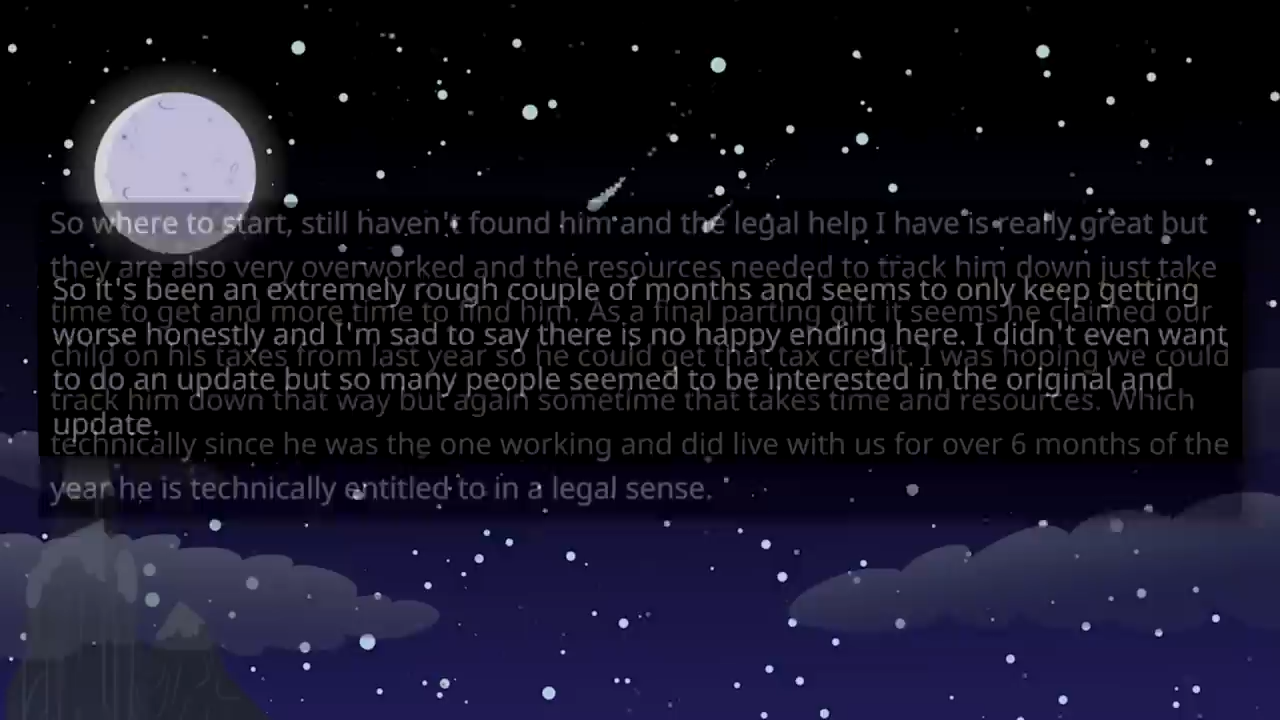 So where to start, still haven't found him and the legal help I have is really great but
they are also very overworked and the resources needed to track him down just take
time to get and more time to find him. As a final parting gift it seems he claimed our
child on his taxes from last year so he could get that tax credit. I was hoping we could
track him down that way but again sometime that takes time and resources. Which
technically since he was the one working and did live with us for over 6 months of the
year he is technically entitled to in a legal sense.
So it's been an extremely rough couple of months and seems to only keep getting
worse honestly and I'm sad to say there is no happy ending here. I didn't even want
to do an update but so many people seemed to be interested in the original and
update.